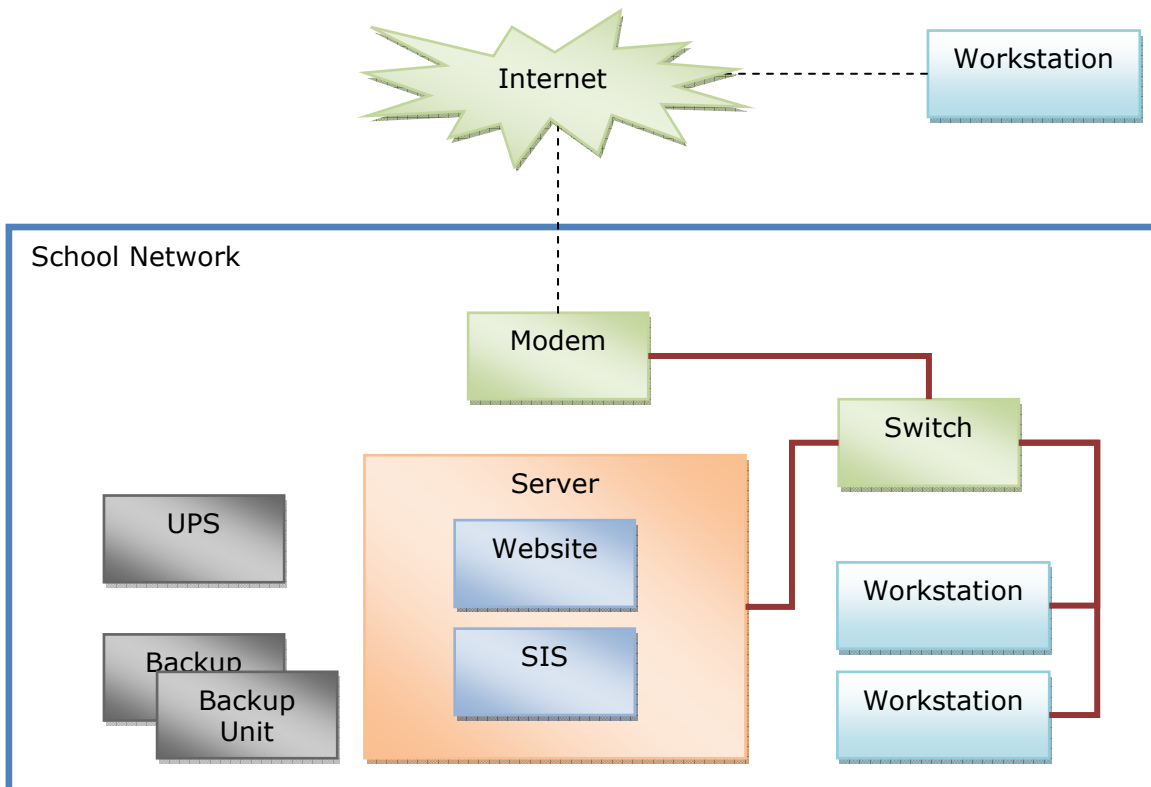 Internet
Workstation
School Network
Modem
Switch
Server
UPS
Website
Workstation
Backup
SIS
Backup
Unit
Workstation